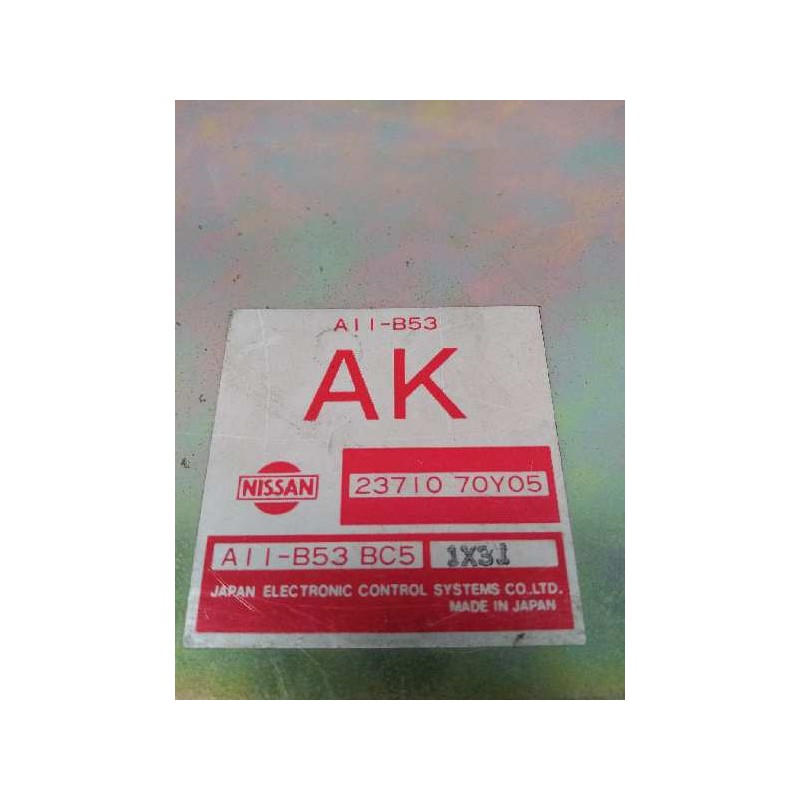 A11-B53
AK
NISSAN
23710 70Y05
A11-B53 BC5 1X31
JAPAN ELECTRONIC CONTROL SYSTEMS CO.,LTD.
MADE IN JAPAN